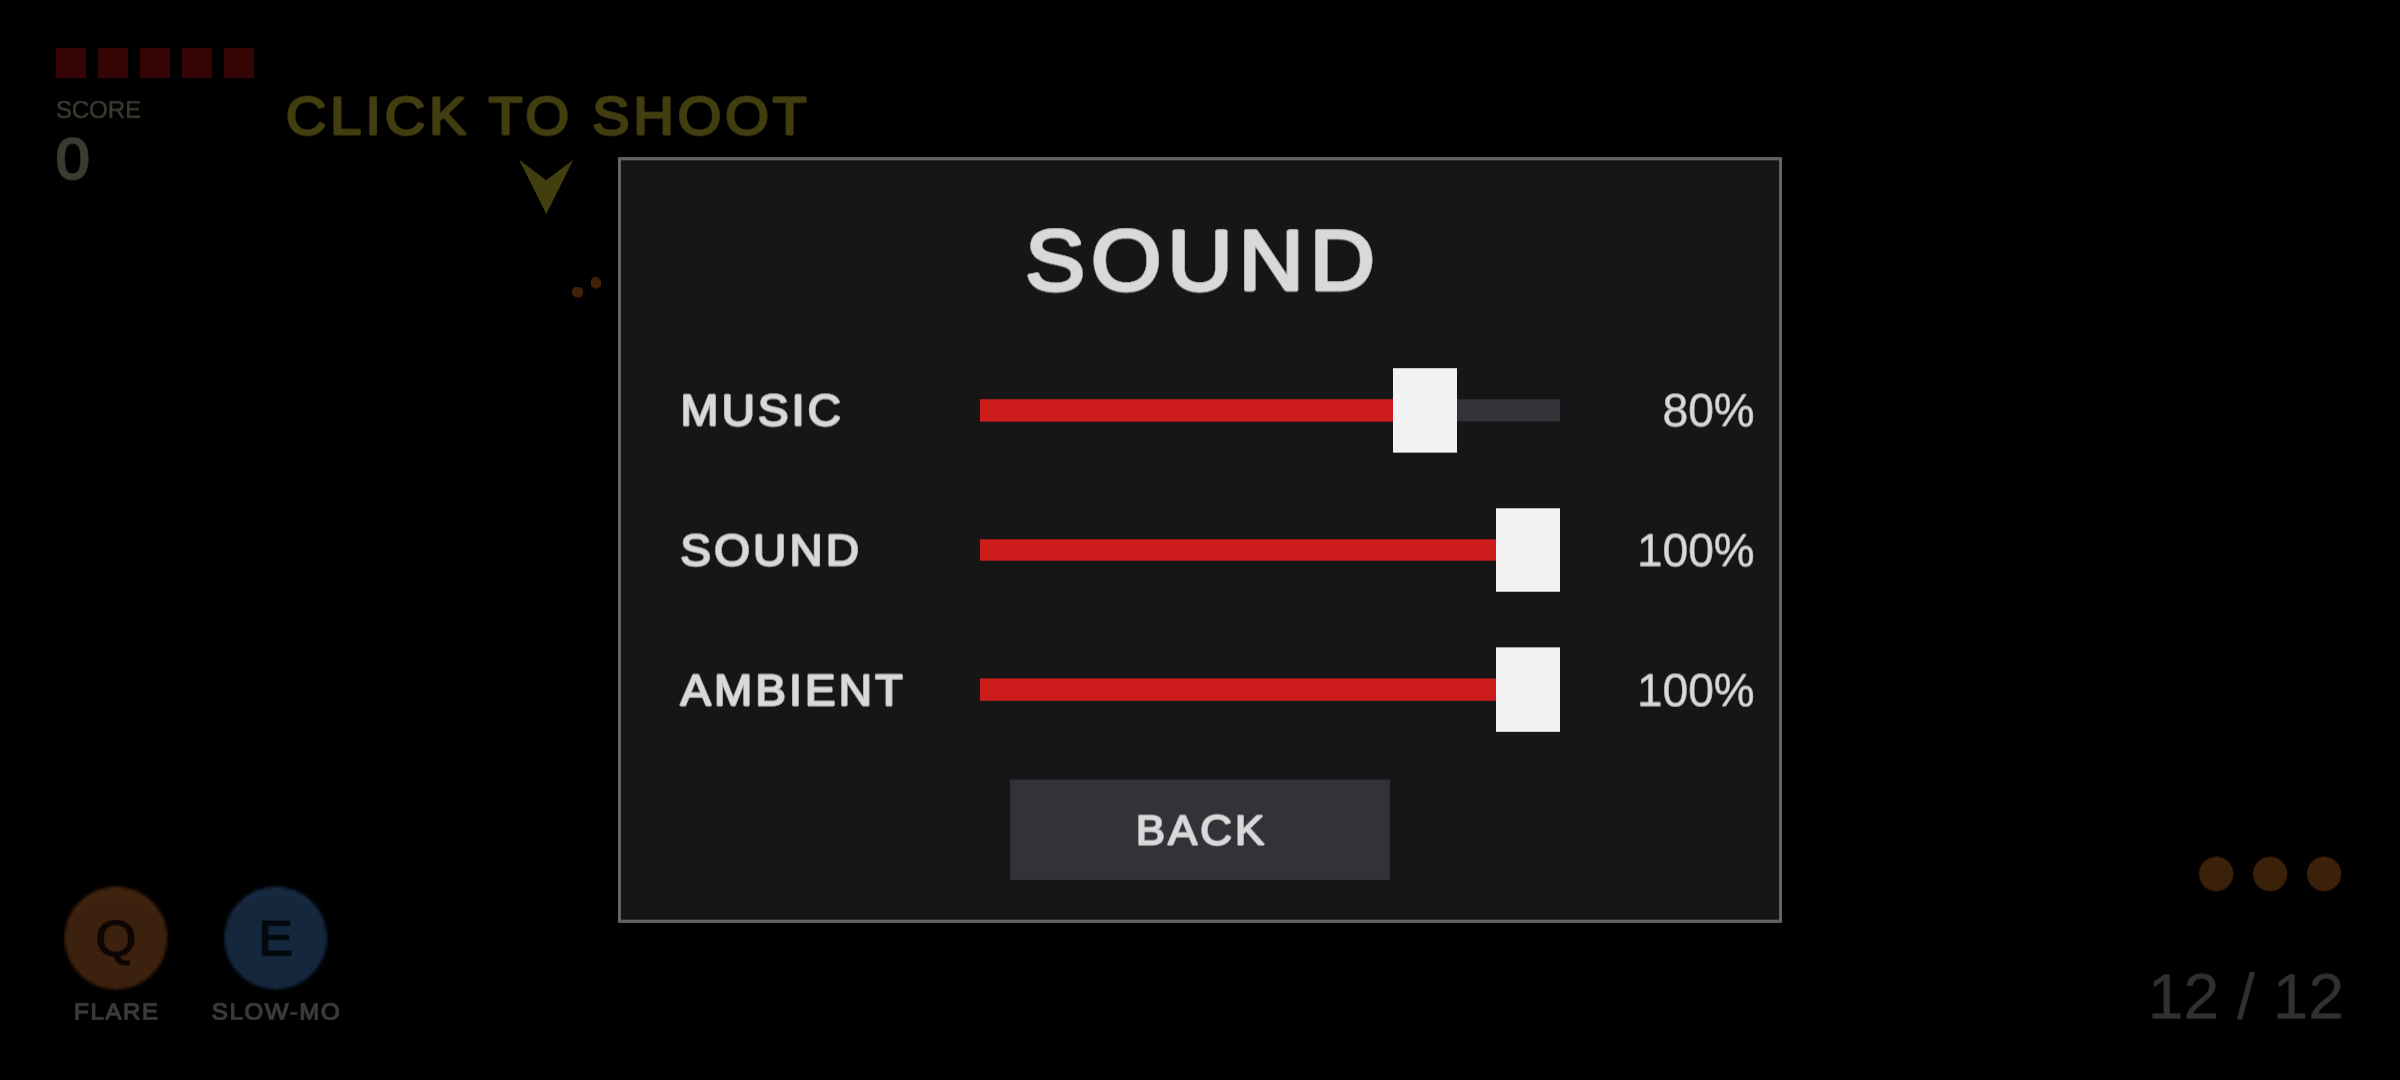 SCORE
0
CLICK TO SHOOT
SOUND
MUSIC 80%
SOUND 100%
AMBIENT 100%
BACK
Q
FLARE
E
SLOW-MO
12 / 12